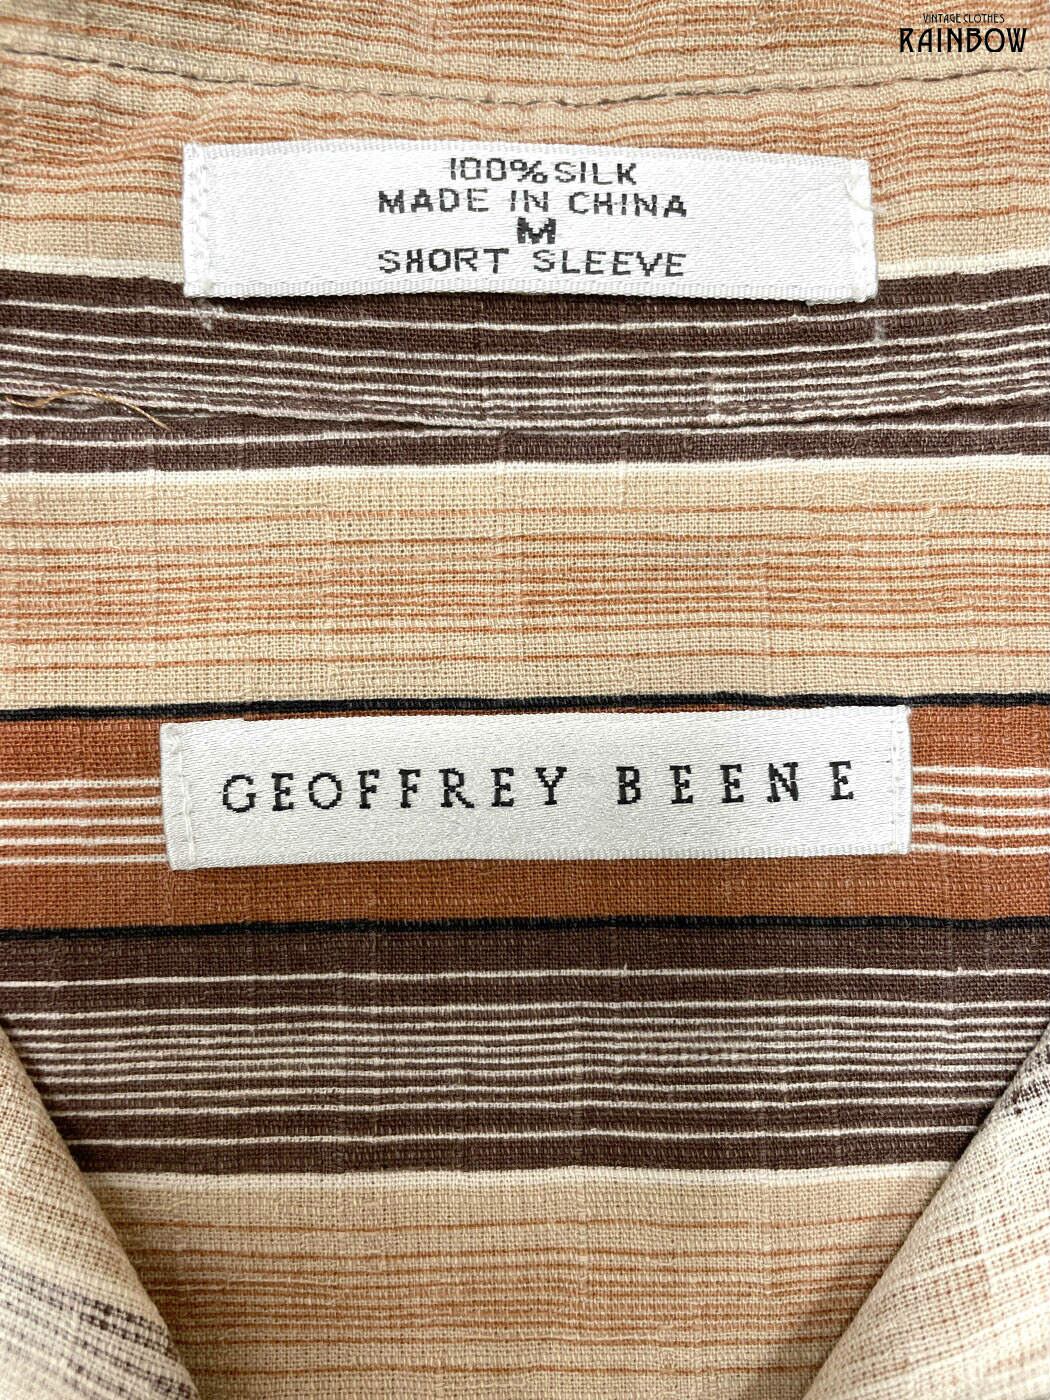 VINTAGE CLOTHES
RAINBOW
100%SILK
MADE IN CHINA
M
SHORT SLEEVE
GEOFFREY BEENE